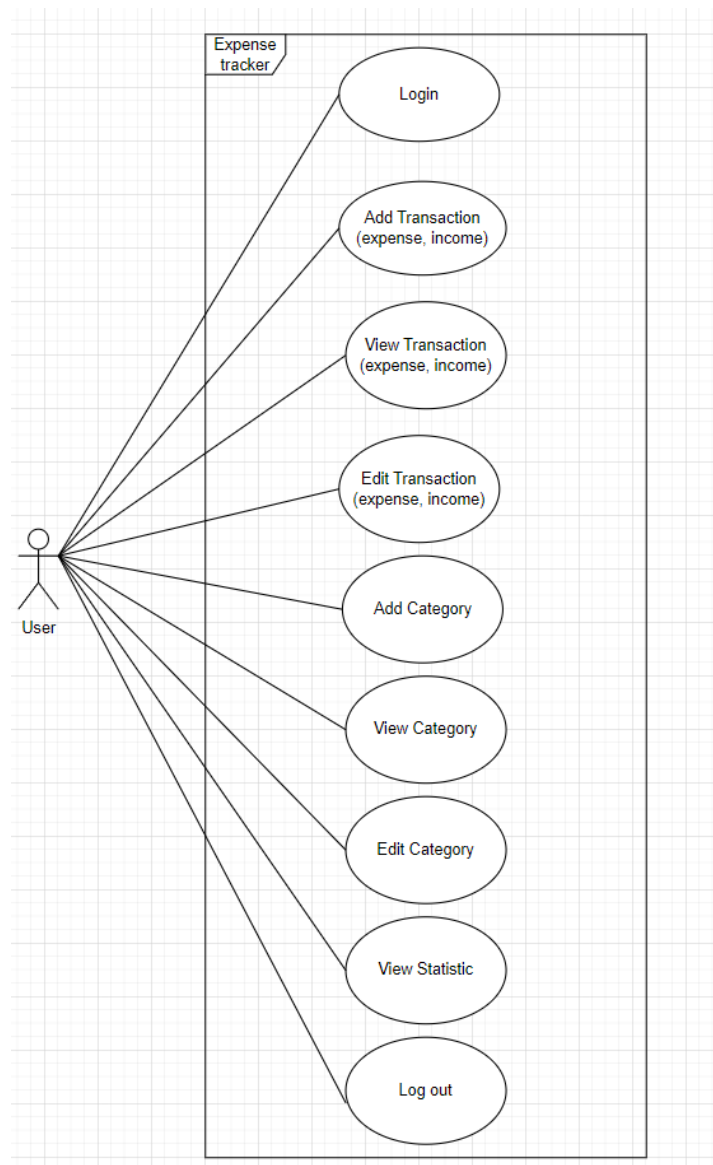 Expense
tracker
Login
Add Transaction
(expense, income)
View Transaction
(expense, income)
Edit Transaction
(expense, income)
Add Category
User
View Category
Edit Category
View Statistic
Log out